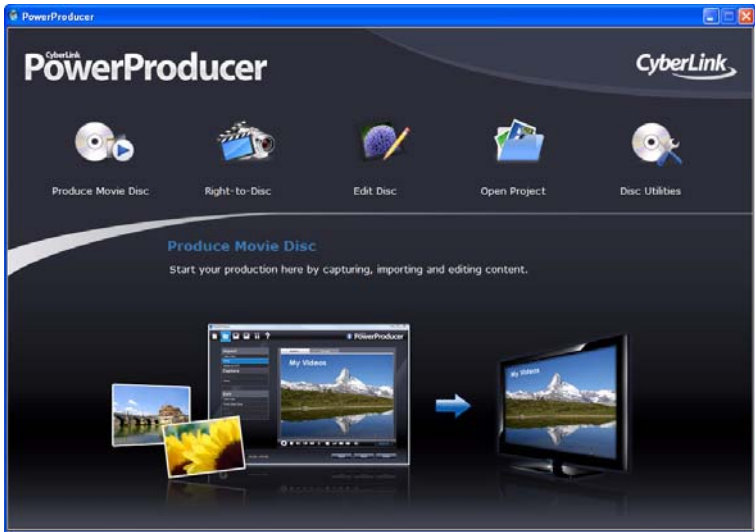 PowerProducer
CyberLink
PowerProducer
CyberLink
Produce Movie Disc
Right-to-Disc
Edit Disc
Open Project
Disc Utilities
Produce Movie Disc
Start your production here by capturing, importing and editing content.
PowerProducer
My Videos
My Videos